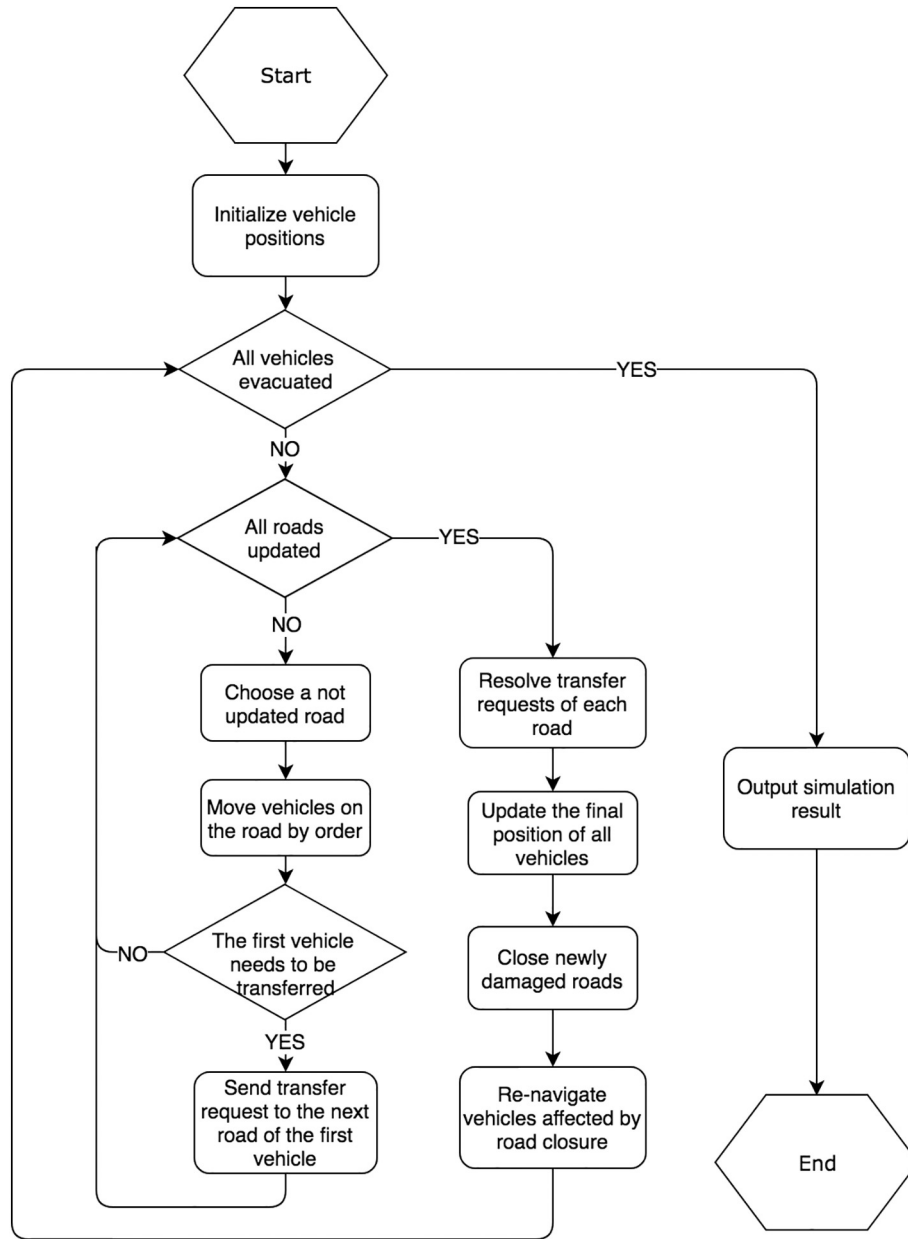 Start
Initialize vehicle
positions
All vehicles
evacuated
YES
NO
All roads
updated
YES
NO
Choose a not
updated road
Resolve transfer
requests of each
road
Move vehicles on
the road by order
Update the final
position of all
vehicles
Output simulation
result
NO
The first vehicle
needs to be
transferred
Close newly
damaged roads
YES
Send transfer
request to the next
road of the first
vehicle
Re-navigate
vehicles affected by
road closure
End